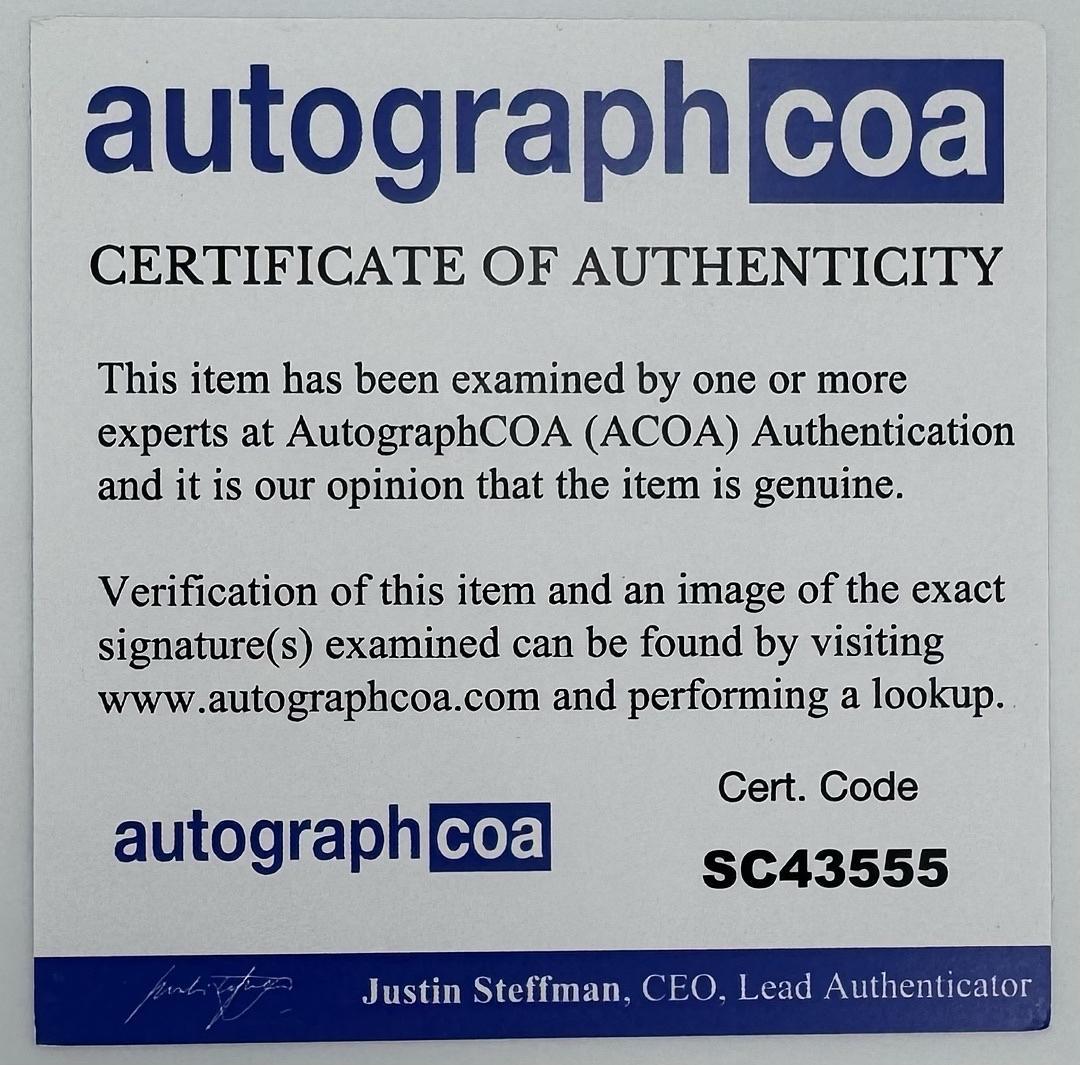 autographcoa
CERTIFICATE OF AUTHENTICITY
This item has been examined by one or more
experts at AutographCOA (ACOA) Authentication
and it is our opinion that the item is genuine.
Verification of this item and an image of the exact
signature(s) examined can be found by visiting
www.autographcoa.com and performing a lookup.
autographcoa
Cert. Code
SC43555
Justin Steffman, CEO, Lead Authenticator